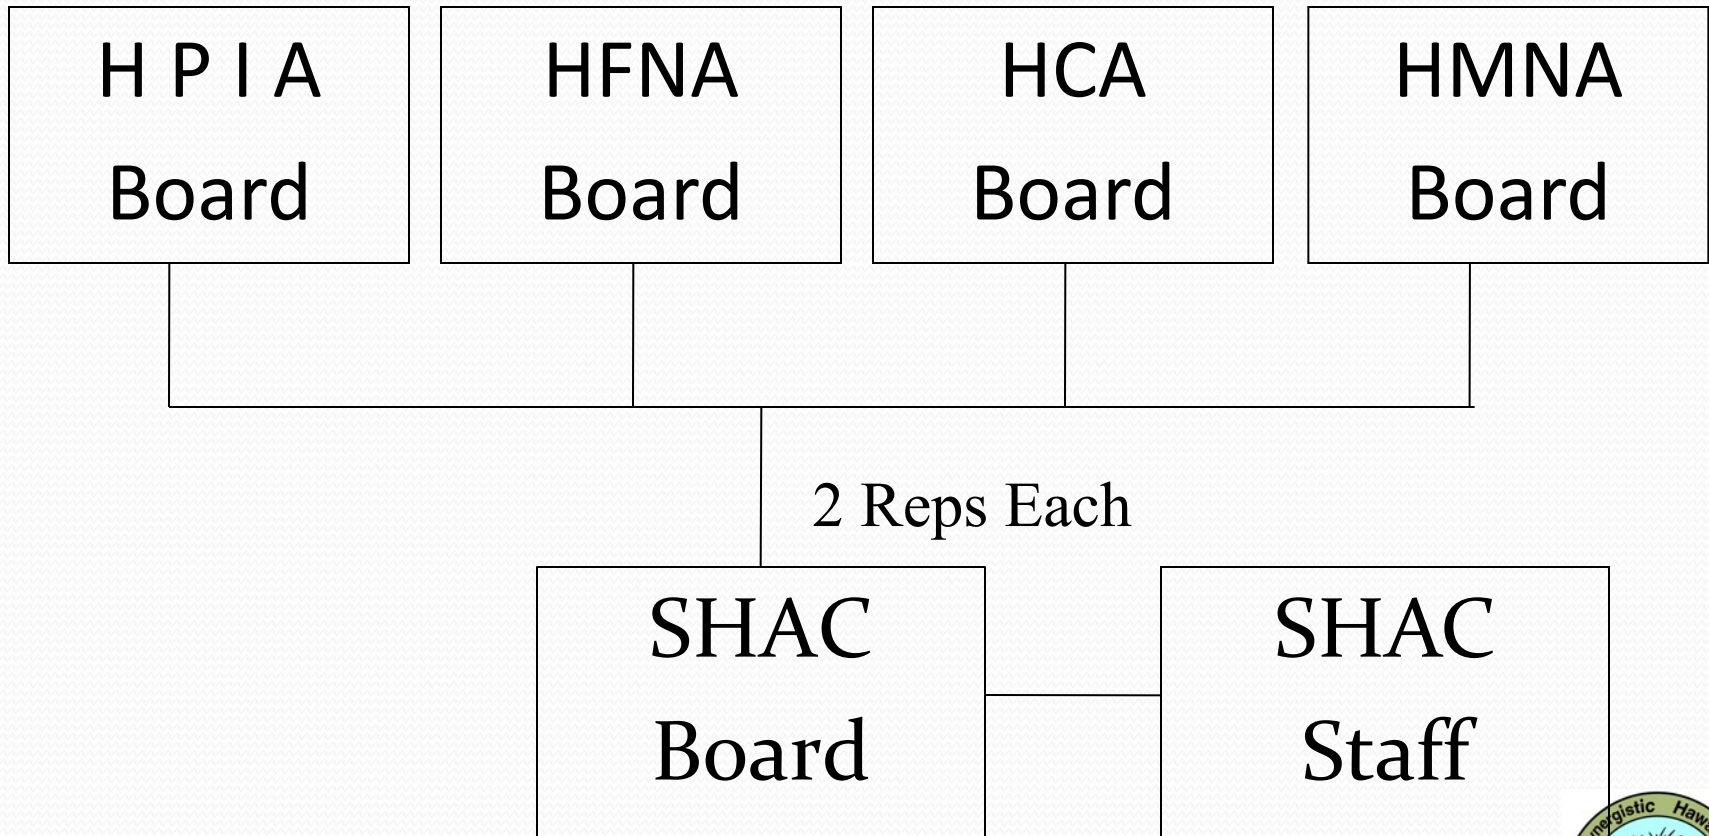 H P I A
Board
HFNA
Board
HCA
Board
HMNA
Board
2 Reps Each
SHAC
Board
SHAC
Staff